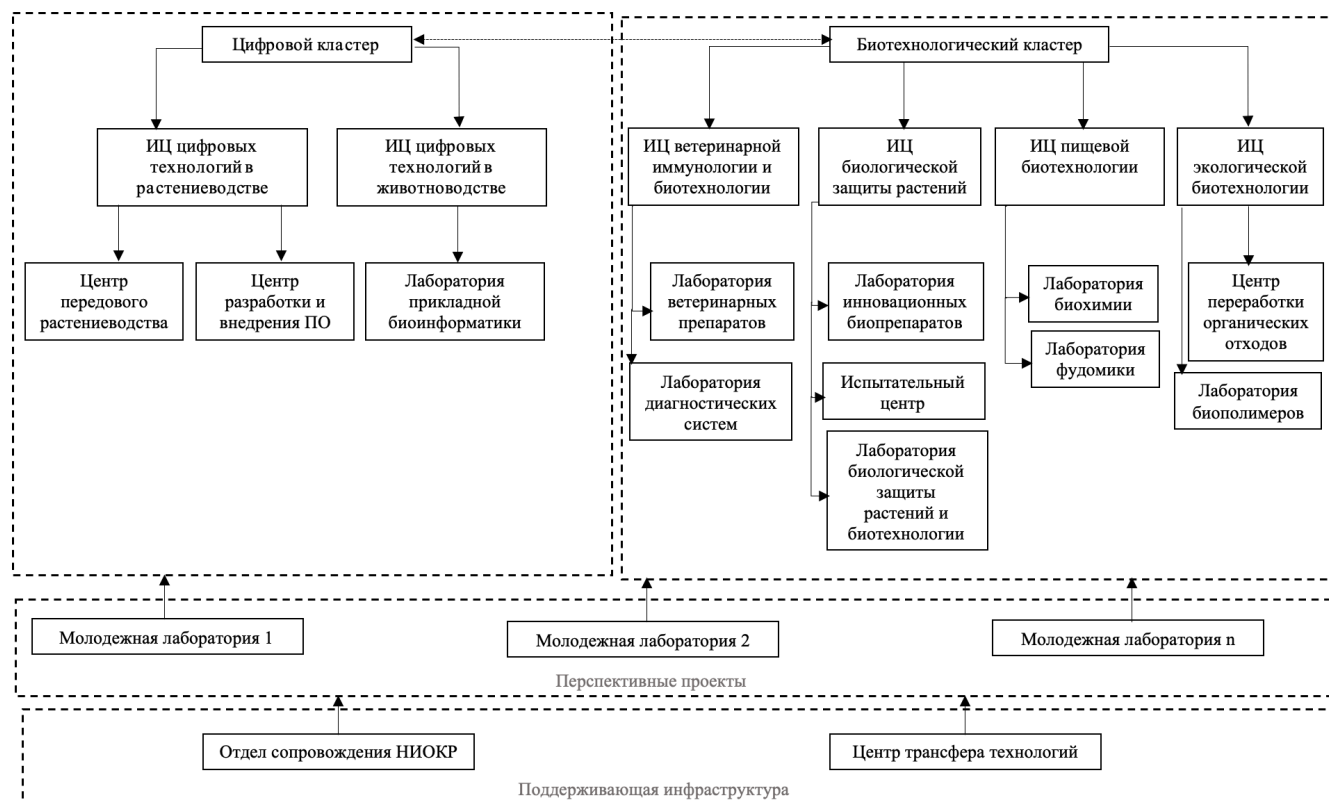 Цифровой кластер
Биотехнологический кластер
ИЦ цифровых
технологий в
растениеводстве
ИЦ цифровых
технологий в
животноводстве
ИЦ ветеринарной
иммунологии и
биотехнологии
ИЦ
биологической
защиты растений
ИЦ пищевой
биотехнологии
ИЦ
экологической
биотехнологии
Центр
передового
растениеводства
Центр
разработки и
внедрения ПО
Лаборатория
прикладной
биоинформатики
Лаборатория
ветеринарных
препаратов
Лаборатория
инновационных
биопрепаратов
Лаборатория
биохимии
Центр
переработки
органических
отходов
Лаборатория
фудомики
Лаборатория
диагностических
систем
Испытательный
центр
Лаборатория
биополимеров
Лаборатория
биологической
защиты
растений и
биотехнологии
Молодежная лаборатория 1
Молодежная лаборатория 2
Молодежная лаборатория n
Перспективные проекты
Отдел сопровождения НИОКР
Центр трансфера технологий
Поддерживающая инфраструктура